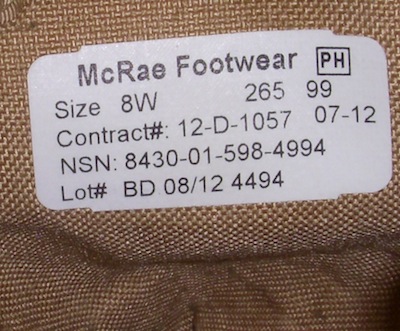 McRae Footwear PH
Size 8W 265 99
Contract#: 12-D-1057 07-12
NSN: 8430-01-598-4994
Lot# BD 08/12 4494